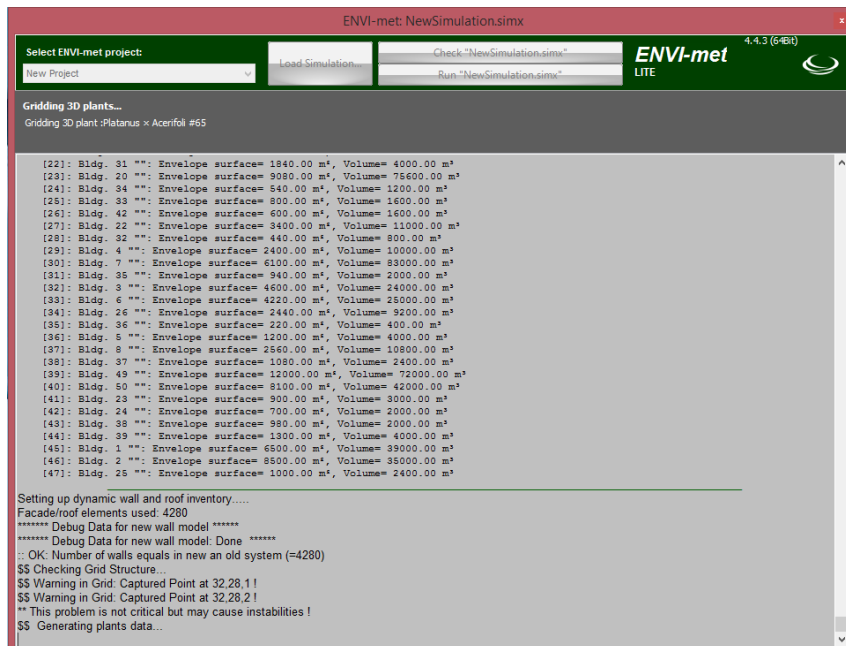 ENVI-met: NewSimulation.simx
x
Select ENVI-met project:
New Project
Load Simulation...
Check "NewSimulation.simx"
Run "NewSimulation.simx"
ENVI-met
LITE
4.4.3 (64Bit)
Gridding 3D plants...
Gridding 3D plant :Platanus × Acerifoli #65
[22]: Bldg. 31 "": Envelope surface= 1840.00 m², Volume= 4000.00 m³
[23]: Bldg. 20 "": Envelope surface= 9080.00 m², Volume= 75600.00 m³
[24]: Bldg. 34 "": Envelope surface= 540.00 m², Volume= 1200.00 m³
[25]: Bldg. 33 "": Envelope surface= 800.00 m², Volume= 1600.00 m³
[26]: Bldg. 42 "": Envelope surface= 600.00 m², Volume= 1600.00 m³
[27]: Bldg. 22 "": Envelope surface= 3400.00 m², Volume= 11000.00 m³
[28]: Bldg. 32 "": Envelope surface= 440.00 m², Volume= 800.00 m³
[29]: Bldg. 4 "": Envelope surface= 2400.00 m², Volume= 10000.00 m³
[30]: Bldg. 7 "": Envelope surface= 6100.00 m², Volume= 83000.00 m³
[31]: Bldg. 35 "": Envelope surface= 940.00 m², Volume= 2000.00 m³
[32]: Bldg. 3 "": Envelope surface= 4600.00 m², Volume= 24000.00 m³
[33]: Bldg. 6 "": Envelope surface= 4220.00 m², Volume= 25000.00 m³
[34]: Bldg. 26 "": Envelope surface= 2440.00 m², Volume= 9200.00 m³
[35]: Bldg. 36 "": Envelope surface= 220.00 m², Volume= 400.00 m³
[36]: Bldg. 5 "": Envelope surface= 1200.00 m², Volume= 4000.00 m³
[37]: Bldg. 8 "": Envelope surface= 2560.00 m², Volume= 10800.00 m³
[38]: Bldg. 37 "": Envelope surface= 1080.00 m², Volume= 2400.00 m³
[39]: Bldg. 49 "": Envelope surface= 12000.00 m², Volume= 72000.00 m³
[40]: Bldg. 50 "": Envelope surface= 8100.00 m², Volume= 42000.00 m³
[41]: Bldg. 23 "": Envelope surface= 900.00 m², Volume= 3000.00 m³
[42]: Bldg. 24 "": Envelope surface= 700.00 m², Volume= 2000.00 m³
[43]: Bldg. 38 "": Envelope surface= 980.00 m², Volume= 2000.00 m³
[44]: Bldg. 39 "": Envelope surface= 1300.00 m², Volume= 4000.00 m³
[45]: Bldg. 1 "": Envelope surface= 6500.00 m², Volume= 39000.00 m³
[46]: Bldg. 2 "": Envelope surface= 8500.00 m², Volume= 35000.00 m³
[47]: Bldg. 25 "": Envelope surface= 1000.00 m², Volume= 2400.00 m³
Setting up dynamic wall and roof inventory.....
Facade/roof elements used: 4280
******* Debug Data for new wall model ******
******* Debug Data for new wall model: Done ******
:: OK: Number of walls equals in new an old system (=4280)
$$ Checking Grid Structure...
$$ Warning in Grid: Captured Point at 32,28,1 !
$$ Warning in Grid: Captured Point at 32,28,2 !
** This problem is not critical but may cause instabilities !
$$ Generating plants data...